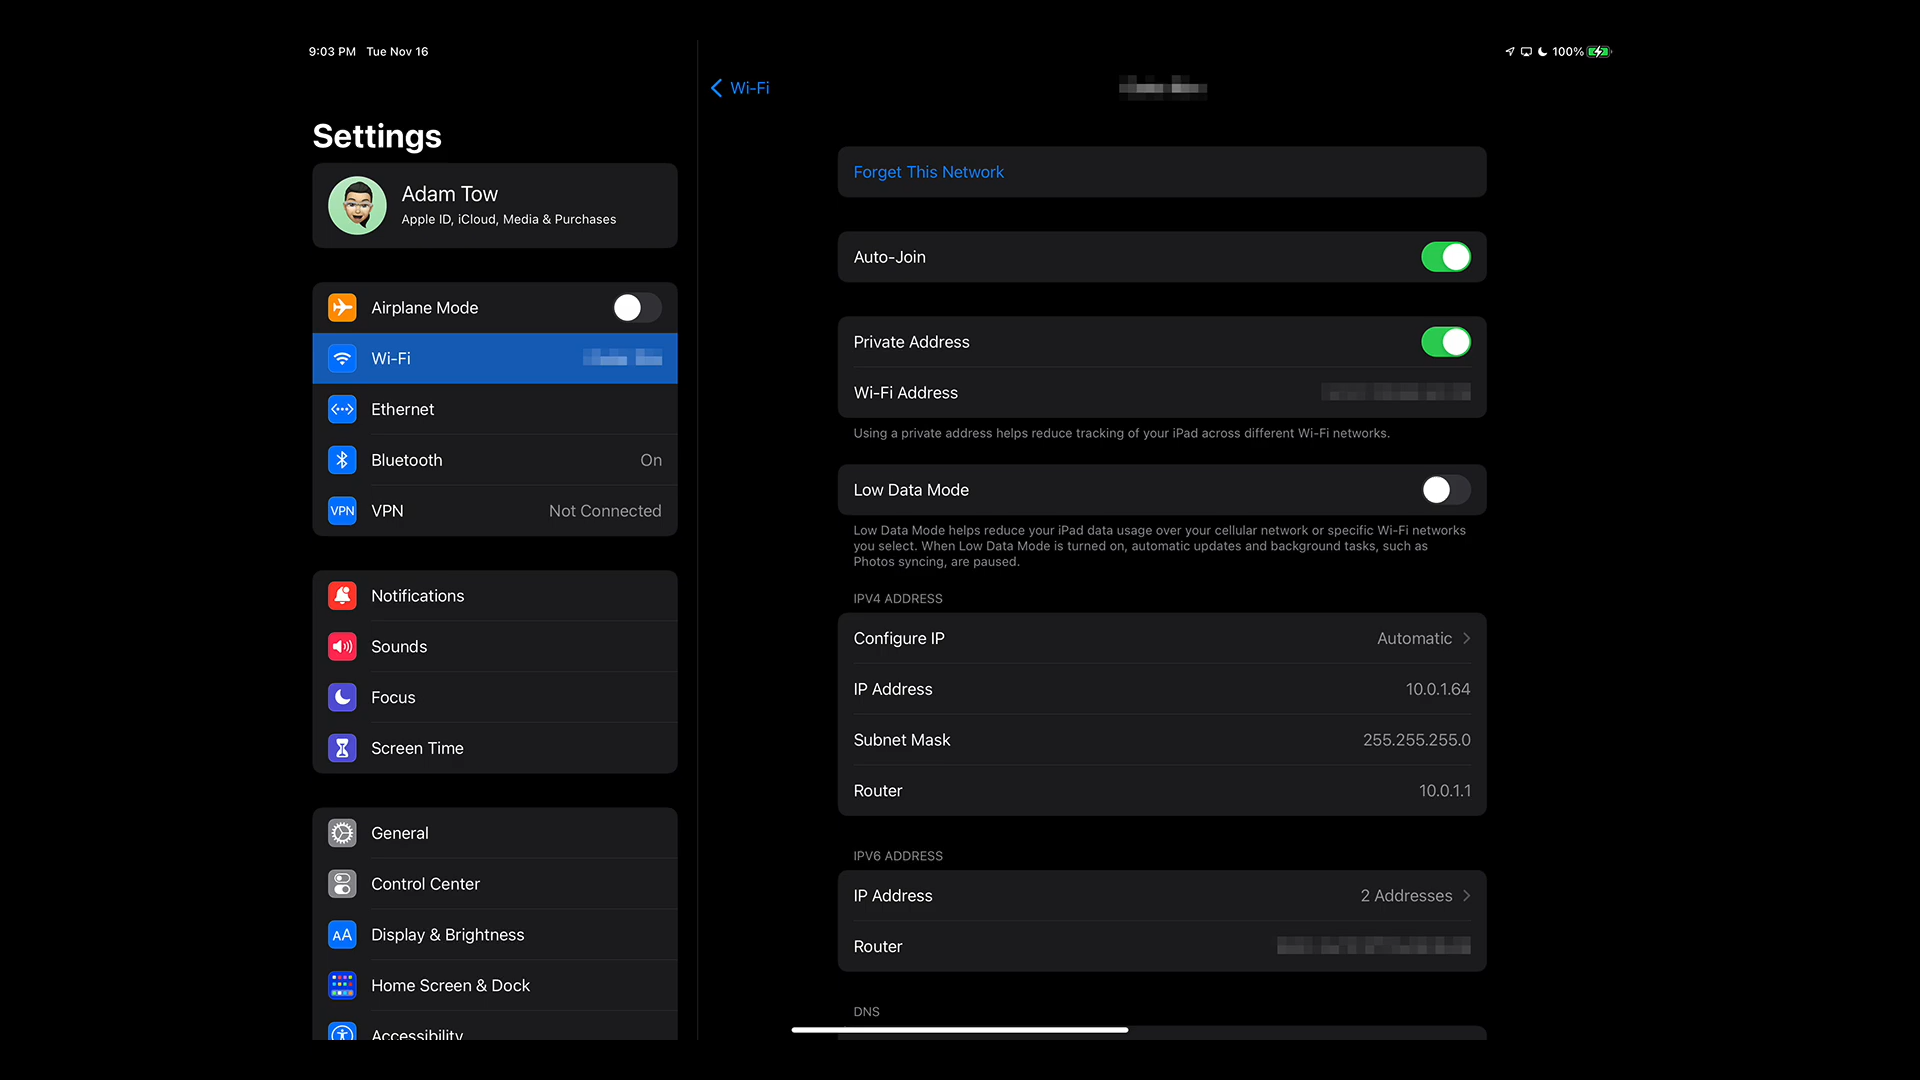 9:03 PM Tue Nov 16
100%
Settings
Adam Tow
Apple ID, iCloud, Media & Purchases
Airplane Mode
Wi-Fi
Ethernet
Bluetooth On
VPN VPN Not Connected
Notifications
Sounds
Focus
Screen Time
General
Control Center
AA Display & Brightness
Home Screen & Dock
Accessibility
Wi-Fi
Forget This Network
Auto-Join
Private Address
Wi-Fi Address
Using a private address helps reduce tracking of your iPad across different Wi-Fi networks.
Low Data Mode
Low Data Mode helps reduce your iPad data usage over your cellular network or specific Wi-Fi networks
you select. When Low Data Mode is turned on, automatic updates and background tasks, such as
Photos syncing, are paused.
IPV4 ADDRESS
Configure IP Automatic
IP Address 10.0.1.64
Subnet Mask 255.255.255.0
Router 10.0.1.1
IPV6 ADDRESS
IP Address 2 Addresses
Router
DNS